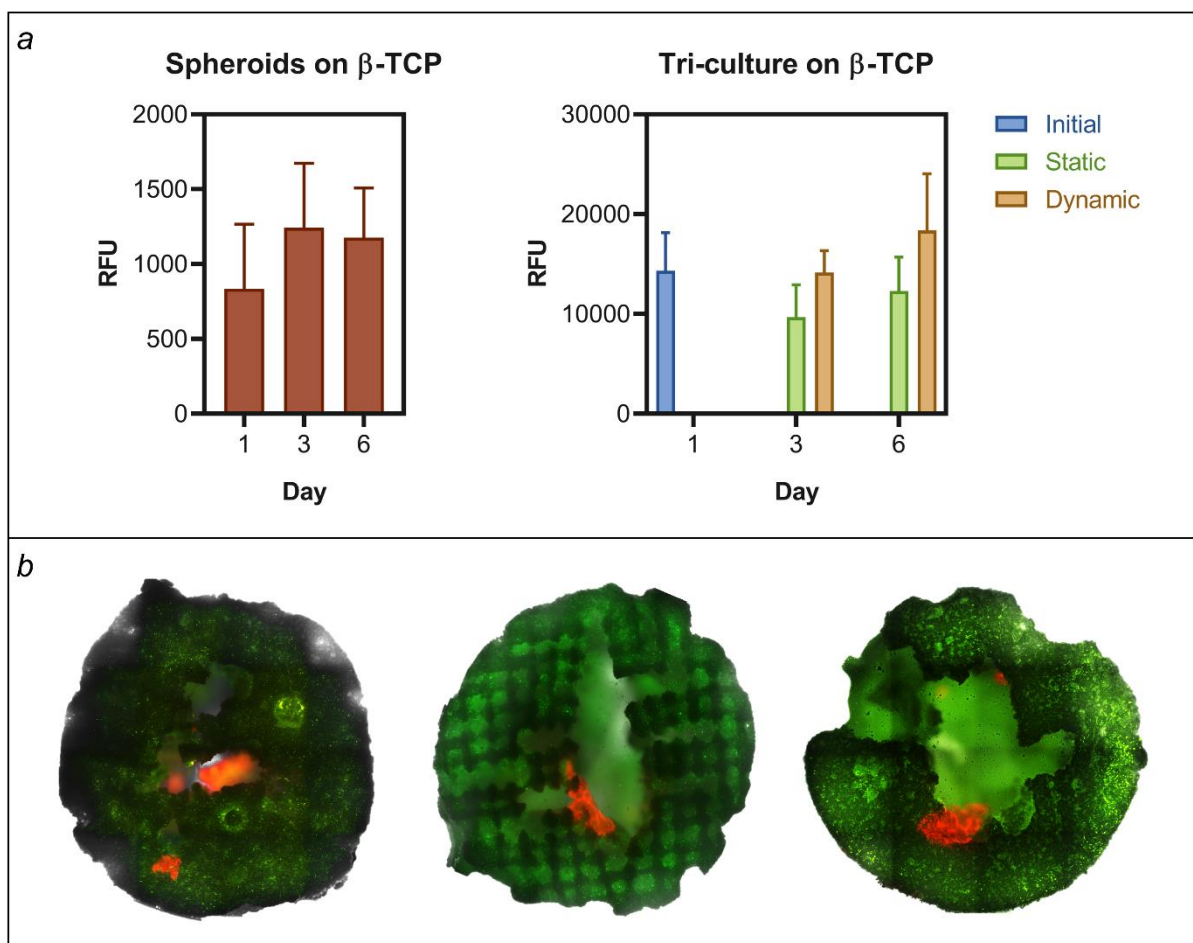 a
Spheroids on β-TCP
2000
1500
1000
500
0
RFU
1
3
6
Day
Tri-culture on β-TCP
30000
20000
10000
0
RFU
1
3
6
Day
Initial
Static
Dynamic
b